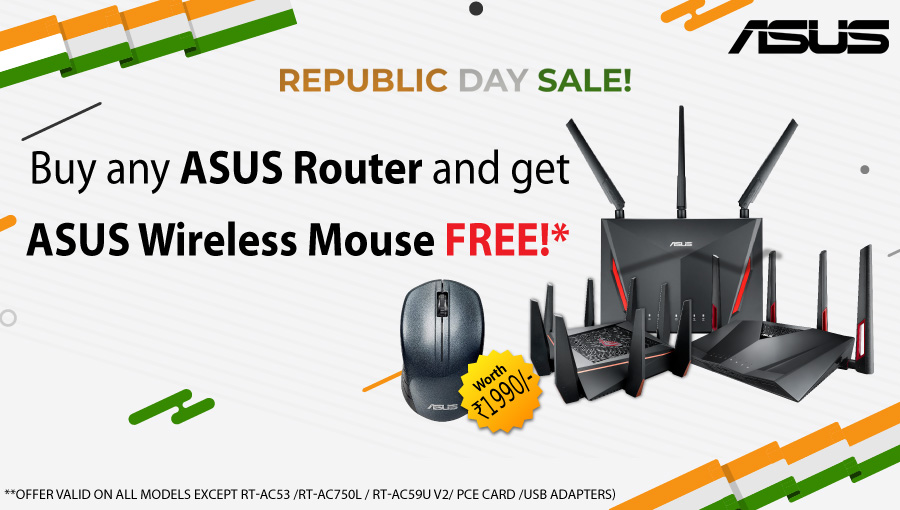 ASUS
REPUBLIC DAY SALE!
Buy any ASUS Router and get
ASUS Wireless Mouse FREE!*
ASUS
ASUS
Worth
₹1990/-
**OFFER VALID ON ALL MODELS EXCEPT RT-AC53 /RT-AC750L / RT-AC59U V2/ PCE CARD /USB ADAPTERS)